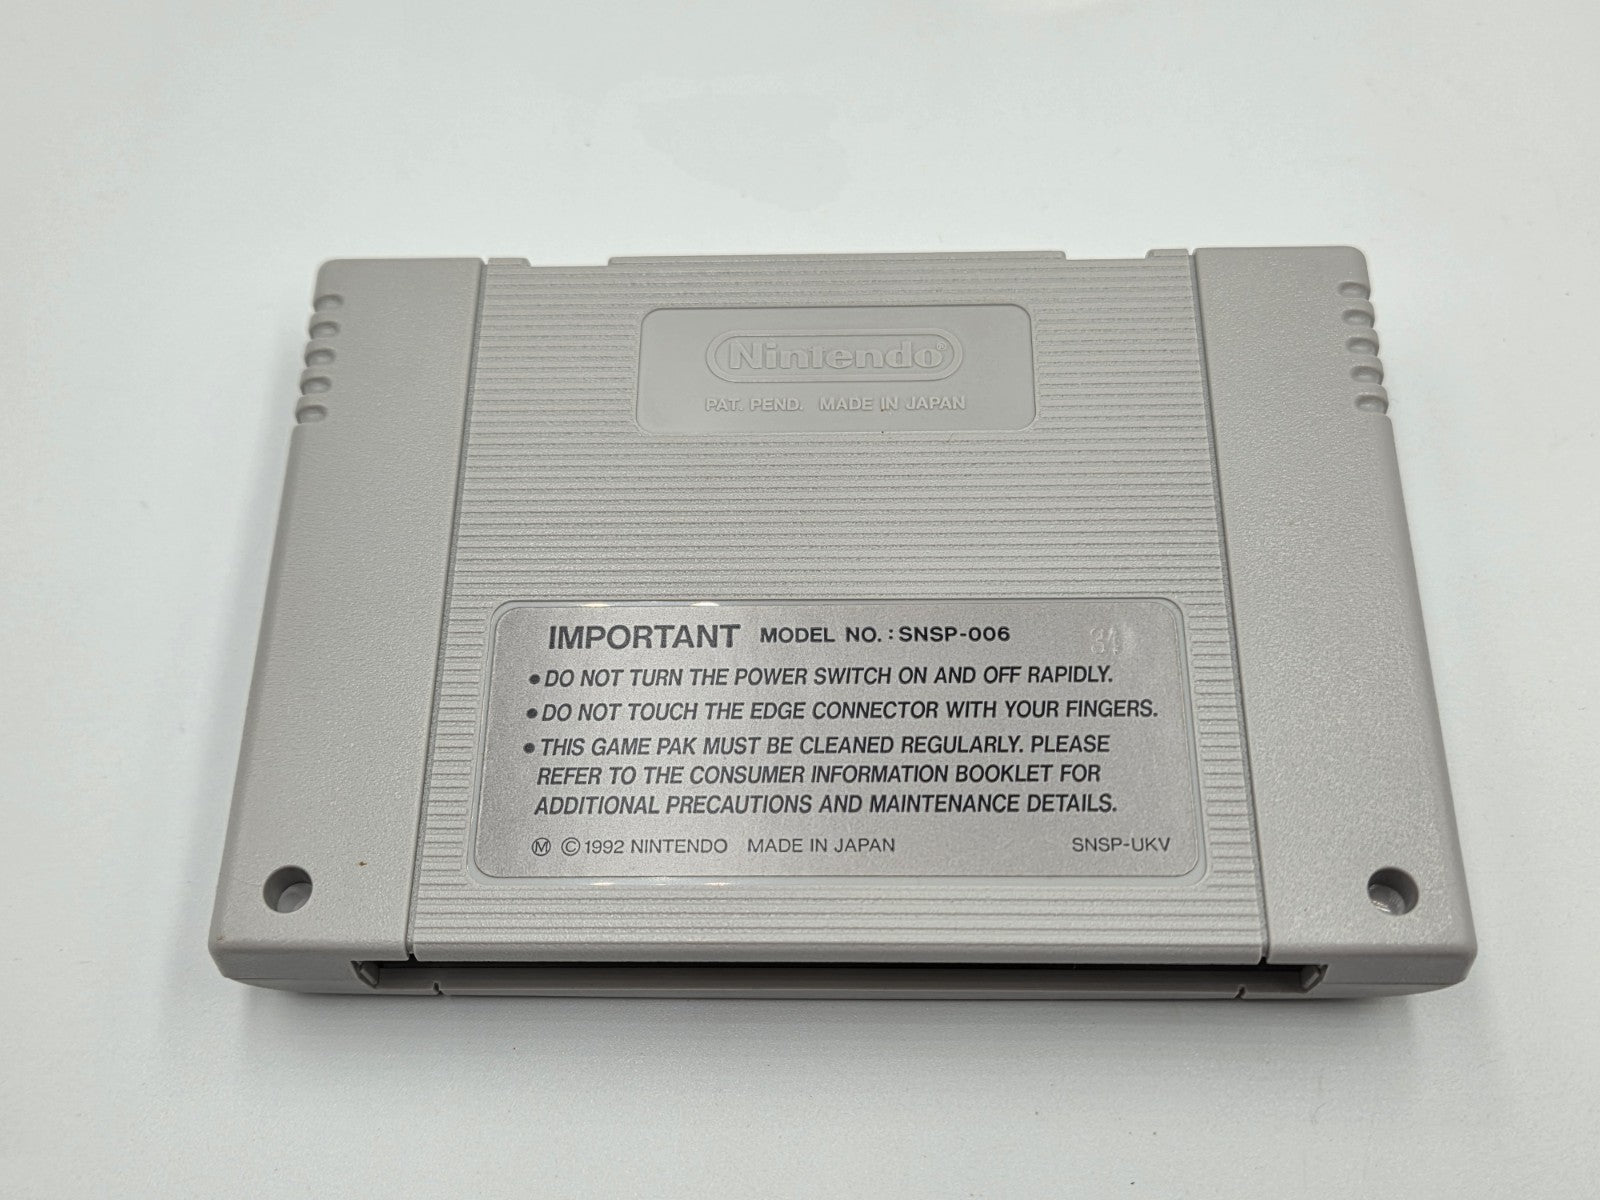 Nintendo®
PAT. PEND. MADE IN JAPAN
IMPORTANT MODEL NO. : SNSP-006
● DO NOT TURN THE POWER SWITCH ON AND OFF RAPIDLY.
● DO NOT TOUCH THE EDGE CONNECTOR WITH YOUR FINGERS.
● THIS GAME PAK MUST BE CLEANED REGULARLY. PLEASE
REFER TO THE CONSUMER INFORMATION BOOKLET FOR
ADDITIONAL PRECAUTIONS AND MAINTENANCE DETAILS.
Ⓜ ©1992 NINTENDO MADE IN JAPAN SNSP-UKV